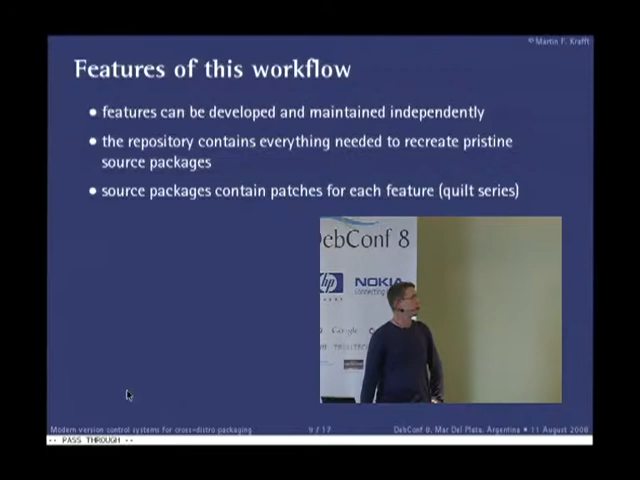 © Martin F. Krafft
Features of this workflow
• features can be developed and maintained independently
• the repository contains everything needed to recreate pristine
source packages
• source packages contain patches for each feature (quilt series)
DebConf 8
hp
NOKIA
Google
Modern version control systems for cross-distro packaging
9 / 17
DebConf 8, Mar Del Plata, Argentina • 11 August 2008
-- PASS THROUGH --